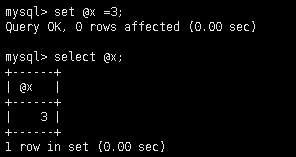 mysql> set @x =3;
Query OK, 0 rows affected (0.00 sec)

mysql> select @x;
+------+
| @x   |
+------+
|    3 |
+------+
1 row in set (0.00 sec)